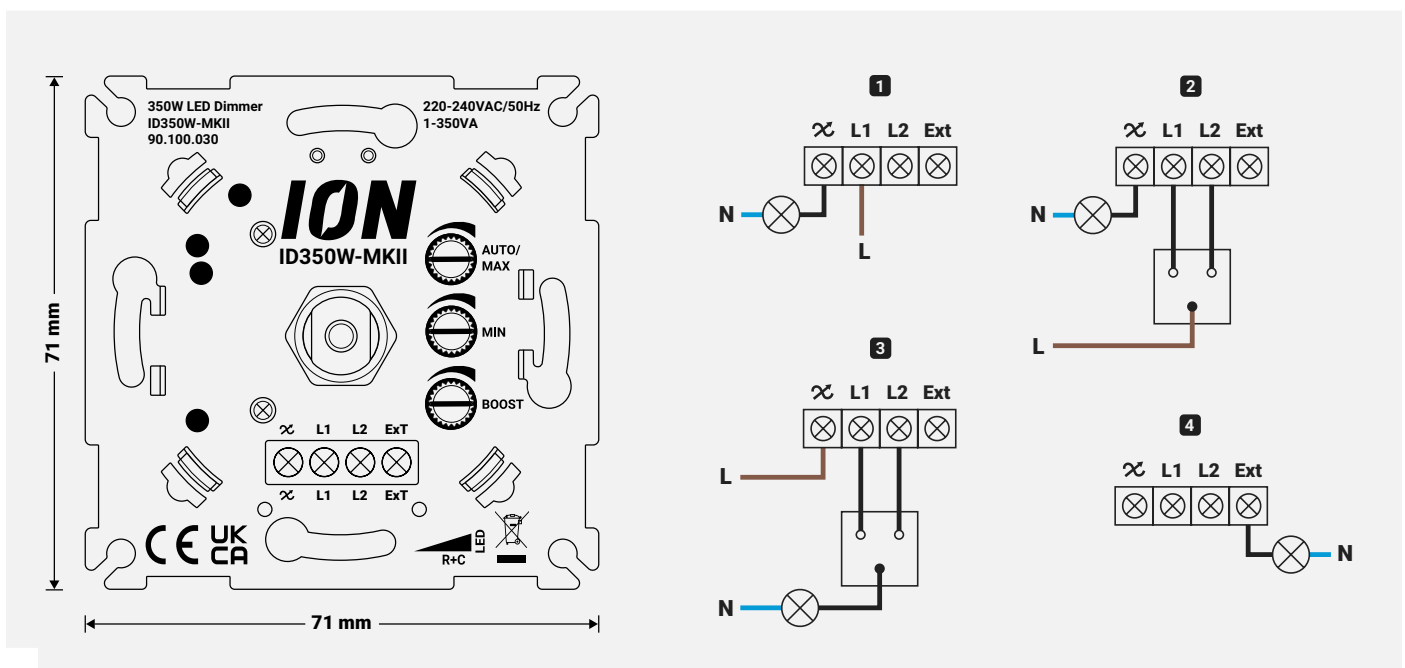 350W LED Dimmer
ID350W-MKII
90.100.030
220-240VAC/50Hz
1-350VA
ION
ID350W-MKII
AUTO/
MAX
MIN
BOOST
L1 L2 ExT
L1 L2 ExT
CE UK
CA
R+C
LED
71 mm
71 mm
1
L1 L2 Ext
N
L
2
L1 L2 Ext
N
L
3
L1 L2 Ext
L
N
4
L1 L2 Ext
N